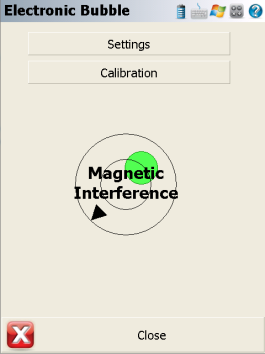 Electronic Bubble
Settings
Calibration
Magnetic
Interference
Close